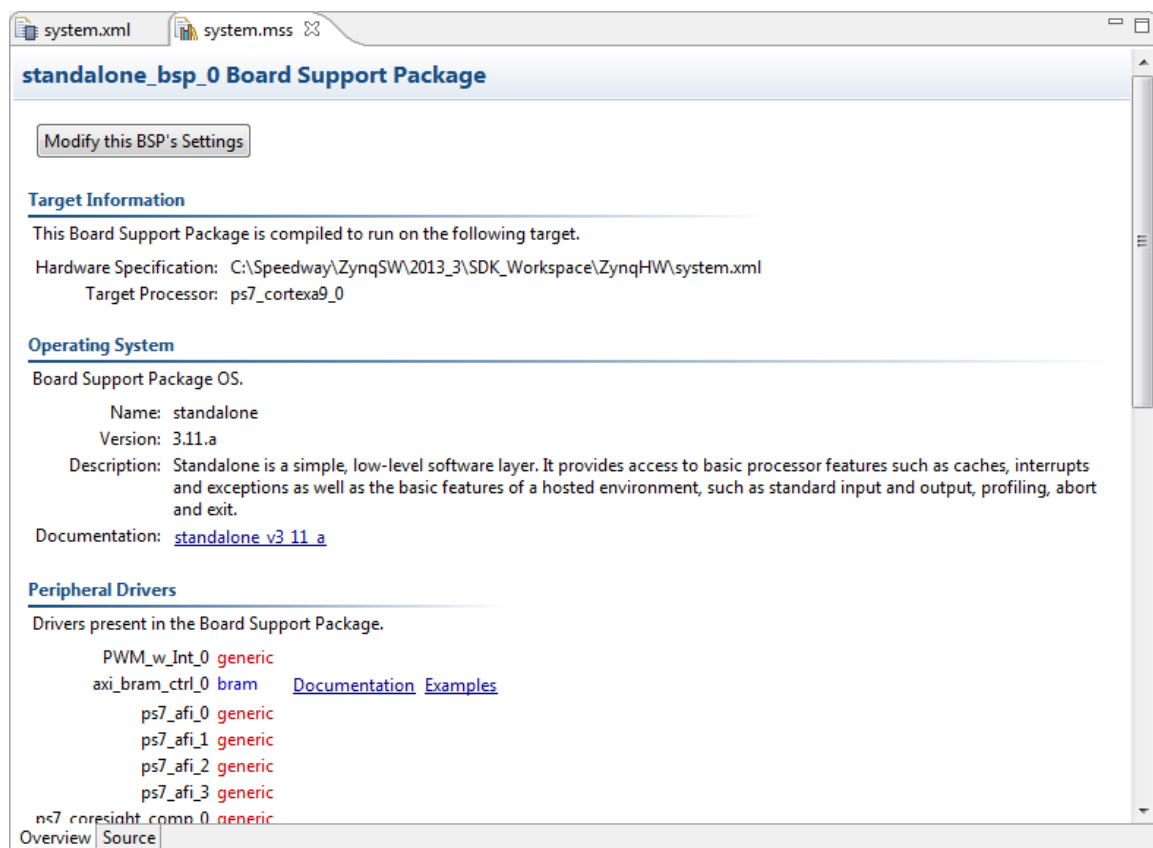 system.xml system.mss
standalone_bsp_0 Board Support Package
Modify this BSP's Settings
Target Information
This Board Support Package is compiled to run on the following target.
Hardware Specification: C:\Speedway\ZynqSW\2013_3\SDK_Workspace\ZynqHW\system.xml
Target Processor: ps7_cortexa9_0
Operating System
Board Support Package OS.
Name: standalone
Version: 3.11.a
Description: Standalone is a simple, low-level software layer. It provides access to basic processor features such as caches, interrupts
and exceptions as well as the basic features of a hosted environment, such as standard input and output, profiling, abort
and exit.
Documentation: standalone_v3_11_a
Peripheral Drivers
Drivers present in the Board Support Package.
PWM_w_Int_0 generic
axi_bram_ctrl_0 bram Documentation Examples
ps7_afi_0 generic
ps7_afi_1 generic
ps7_afi_2 generic
ps7_afi_3 generic
ps7_coresight_comp_0 generic
Overview Source